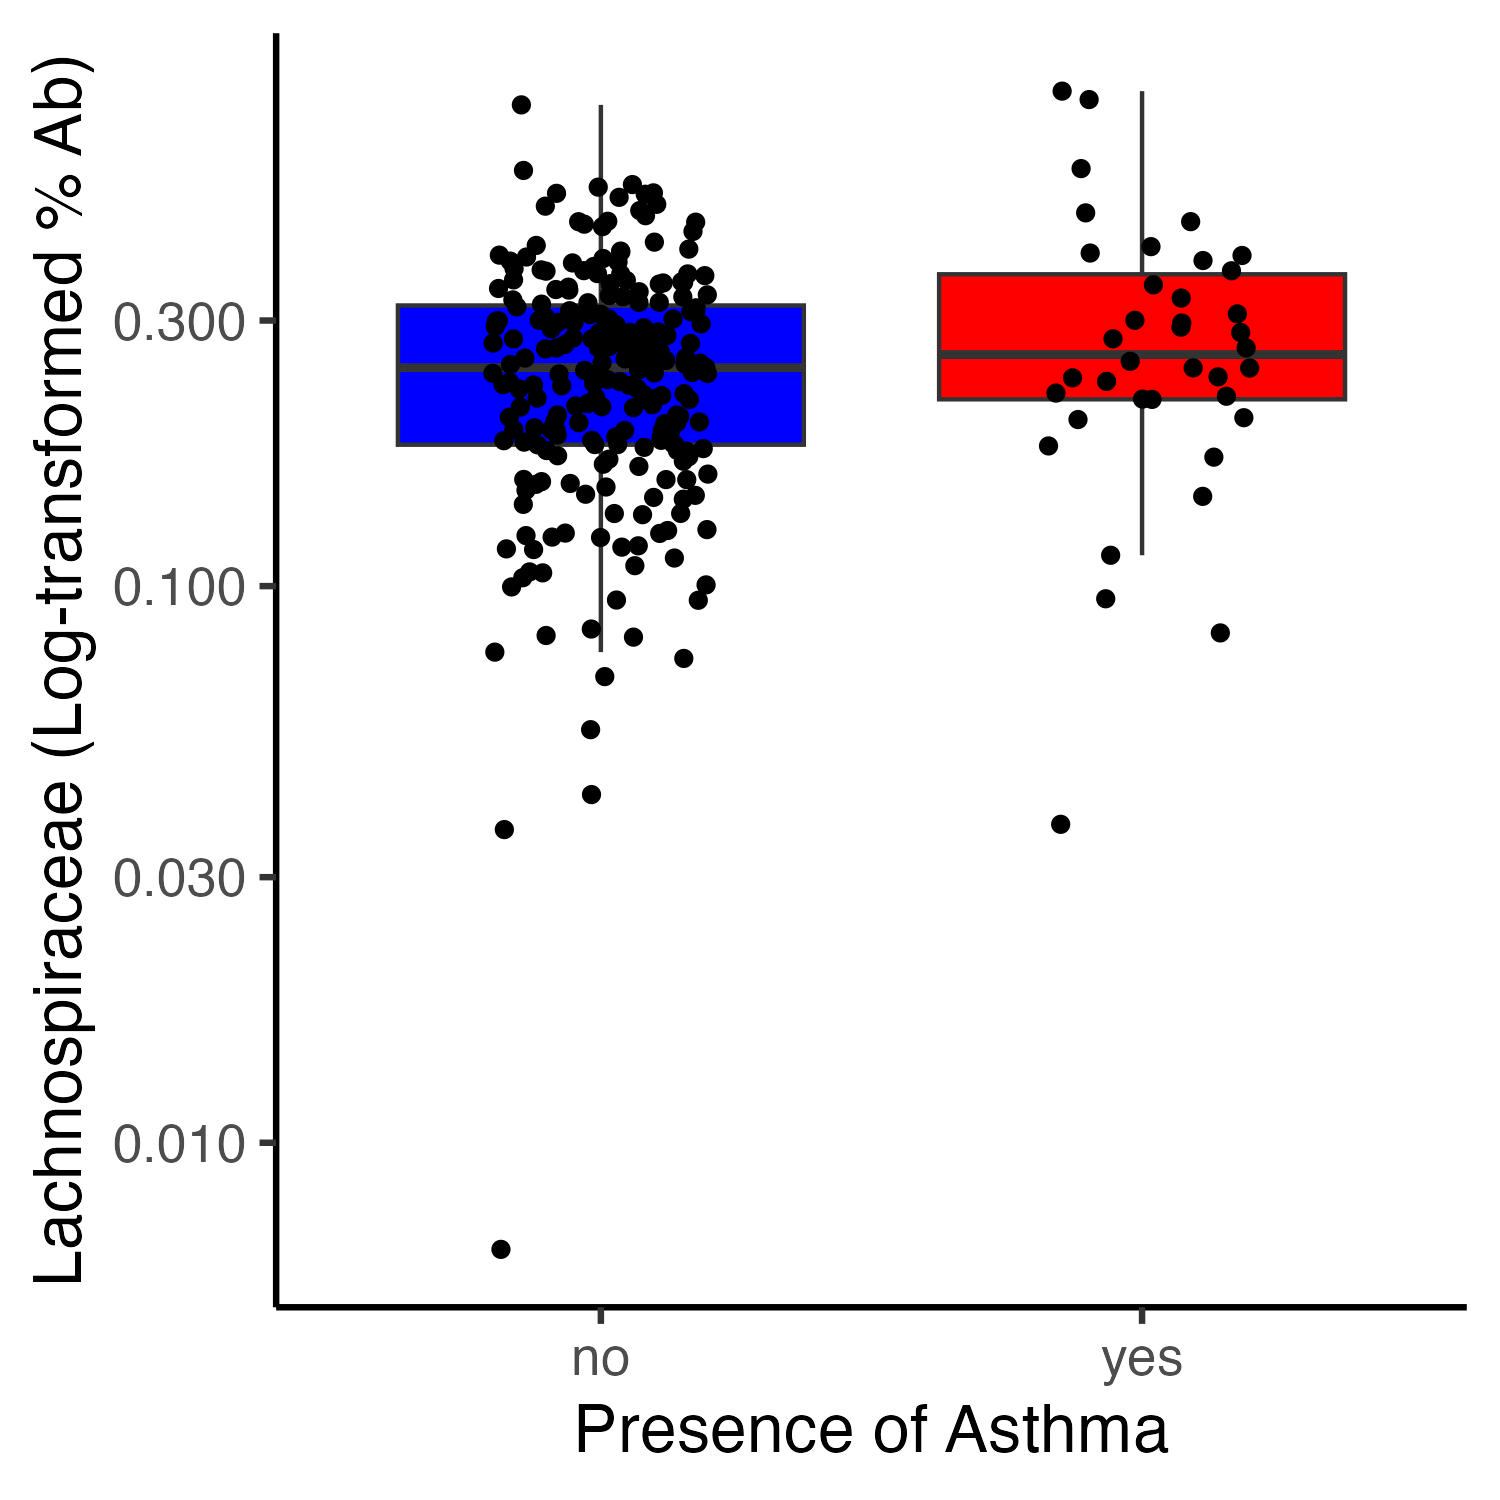 Lachnospiraceae (Log-transformed % Ab)
0.300
0.100
0.030
0.010
no
yes
Presence of Asthma